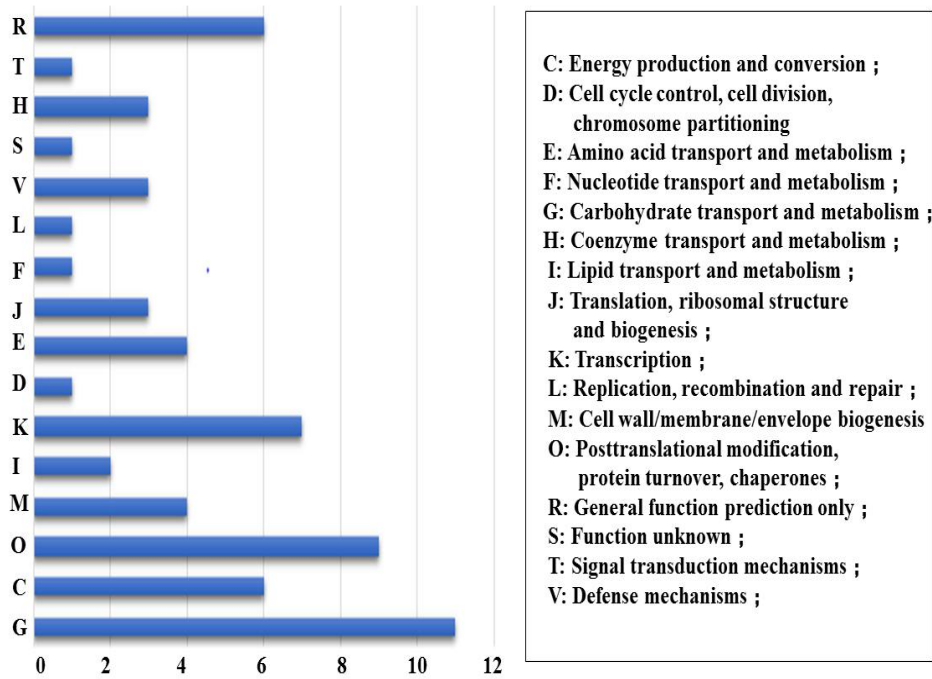 R
T
H
S
V
L
F
J
E
D
K
I
M
O
C
G
0 2 4 6 8 10 12
C: Energy production and conversion ;
D: Cell cycle control, cell division,
chromosome partitioning
E: Amino acid transport and metabolism ;
F: Nucleotide transport and metabolism ;
G: Carbohydrate transport and metabolism ;
H: Coenzyme transport and metabolism ;
I: Lipid transport and metabolism ;
J: Translation, ribosomal structure
and biogenesis ;
K: Transcription ;
L: Replication, recombination and repair ;
M: Cell wall/membrane/envelope biogenesis
O: Posttranslational modification,
protein turnover, chaperones ;
R: General function prediction only ;
S: Function unknown ;
T: Signal transduction mechanisms ;
V: Defense mechanisms ;